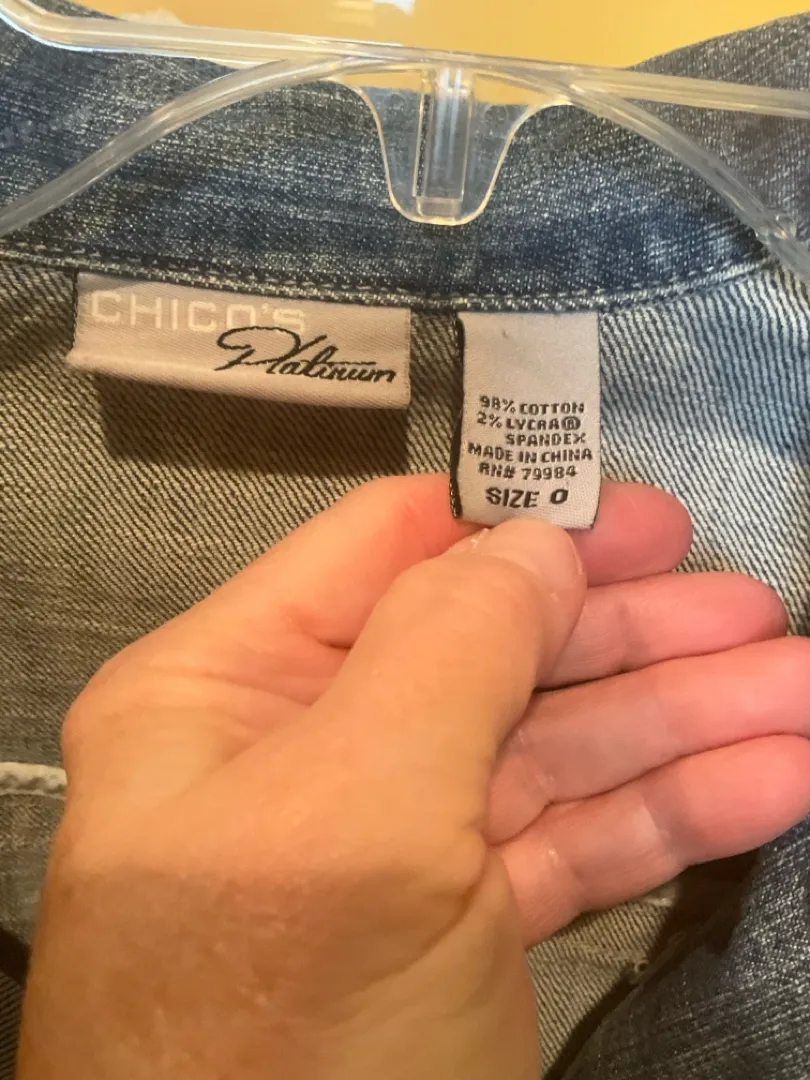 CHICO'S
Platinum
98% COTTON
2% LYCRA®
SPANDEX
MADE IN CHINA
RN# 79984
SIZE 0